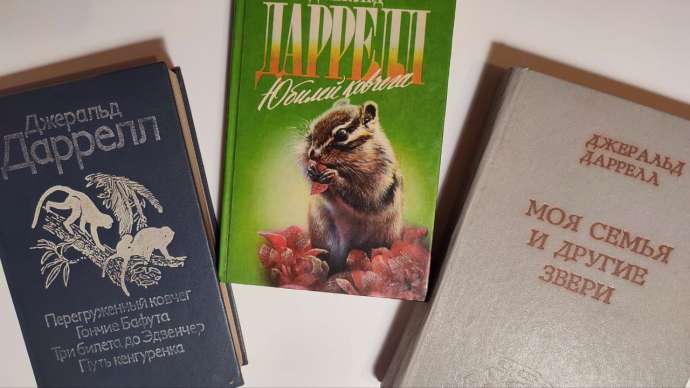 Джеральд
Даррелл
Перегруженный ковчег
Гончие Бафута
Три билета до Эдвенчер
Путь кенгуренка
ДАРРЕЛЛ
Юбилей ковчега
ДЖЕРАЛЬД
ДАРРЕЛЛ
МОЯ СЕМЬЯ
И ДРУГИЕ
ЗВЕРИ